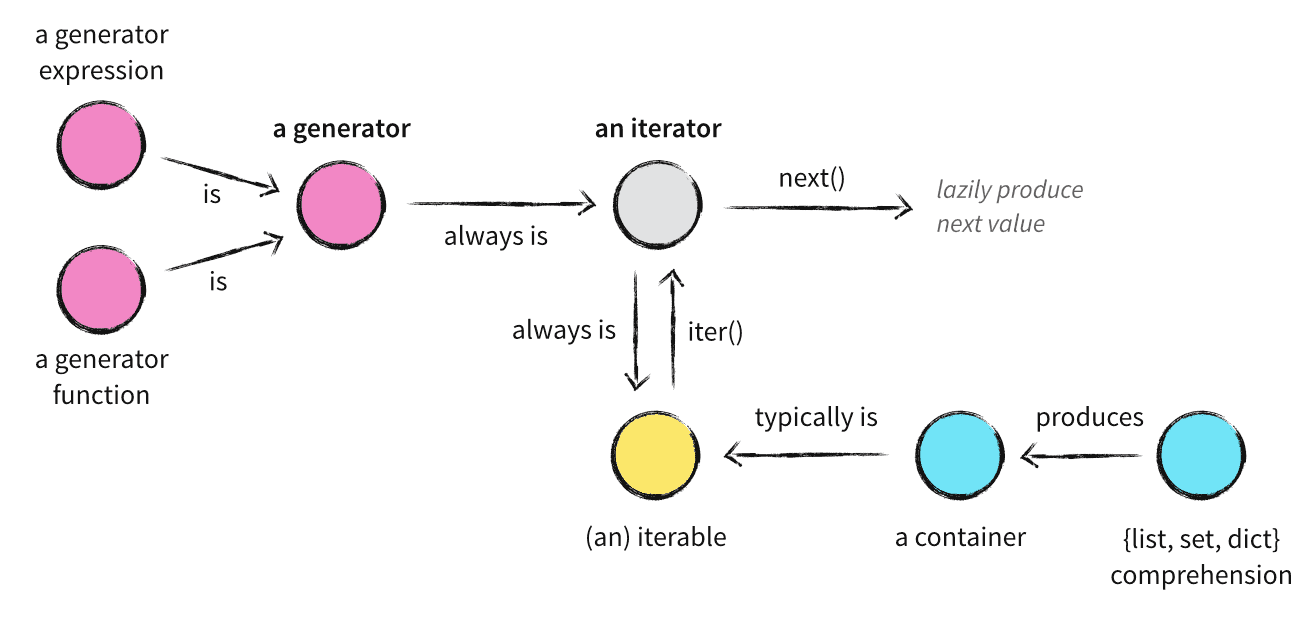 a generator
expression
a generator
an iterator
is
next()
lazily produce
next value
always is
is
a generator
function
always is
iter()
typically is
produces
(an) iterable
a container
{list, set, dict}
comprehension